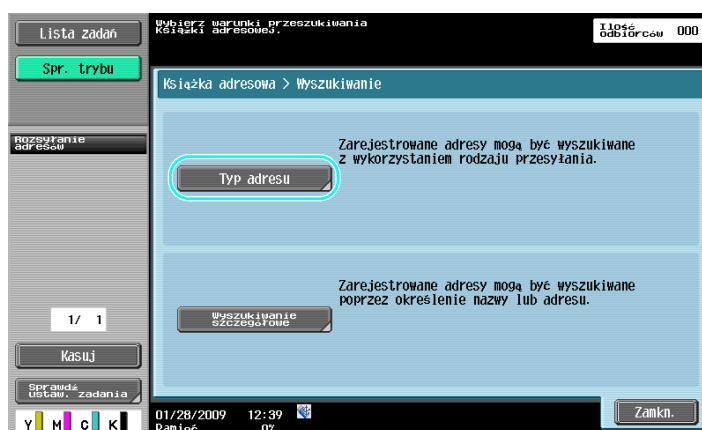 Lista zadań
Wybierz warunki przeszukiwania
Książki adresowej.
Ilość
odbiorców 000
Spr. trybu
Książka adresowa > Wyszukiwanie
Rozsyłanie
adresów
Zarejestrowane adresy mogą być wyszukiwane
z wykorzystaniem rodzaju przesyłania.
Typ adresu
Zarejestrowane adresy mogą być wyszukiwane
poprzez określenie nazwy lub adresu.
Wyszukiwanie
szczegółowe
1/ 1
Kasuj
Sprawdź
ustaw. zadania
Y M C K
01/28/2009 12:39
Pamięć 0%
Zamkn.